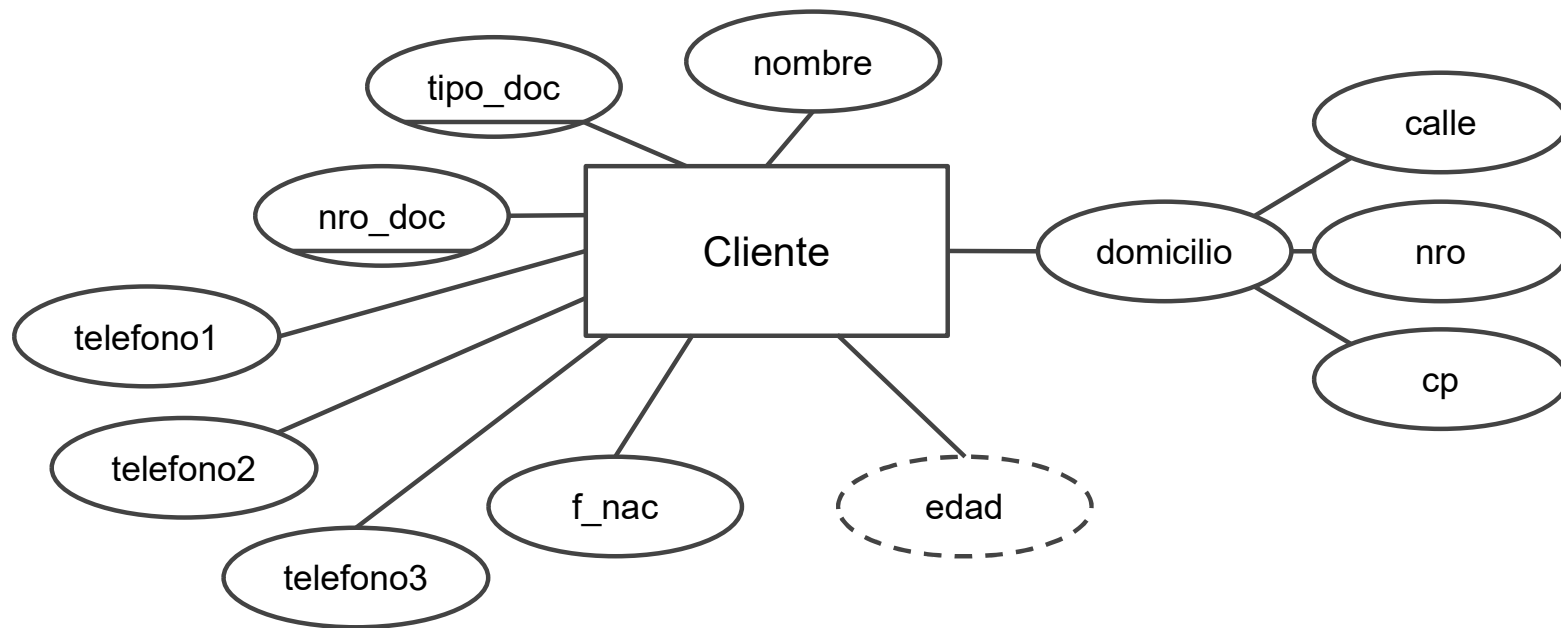 nombre
tipo_doc
calle
nro_doc
Cliente
domicilio
nro
telefono1
cp
telefono2
f_nac
edad
telefono3